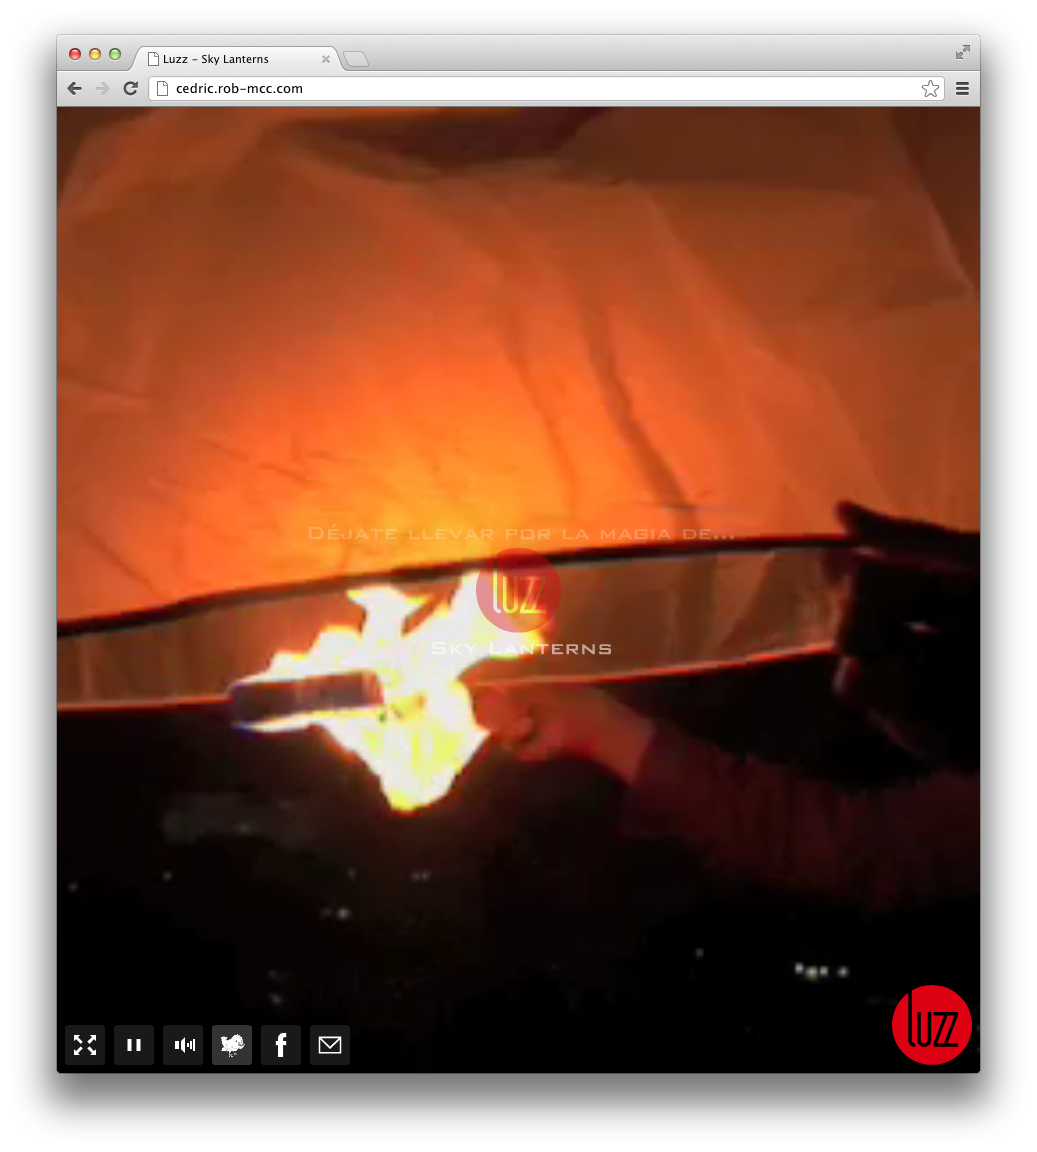 Luzz – Sky Lanterns
cedric.rob-mcc.com
Déjate llevar por la magia de...
luzz
Sky Lanterns
luzz